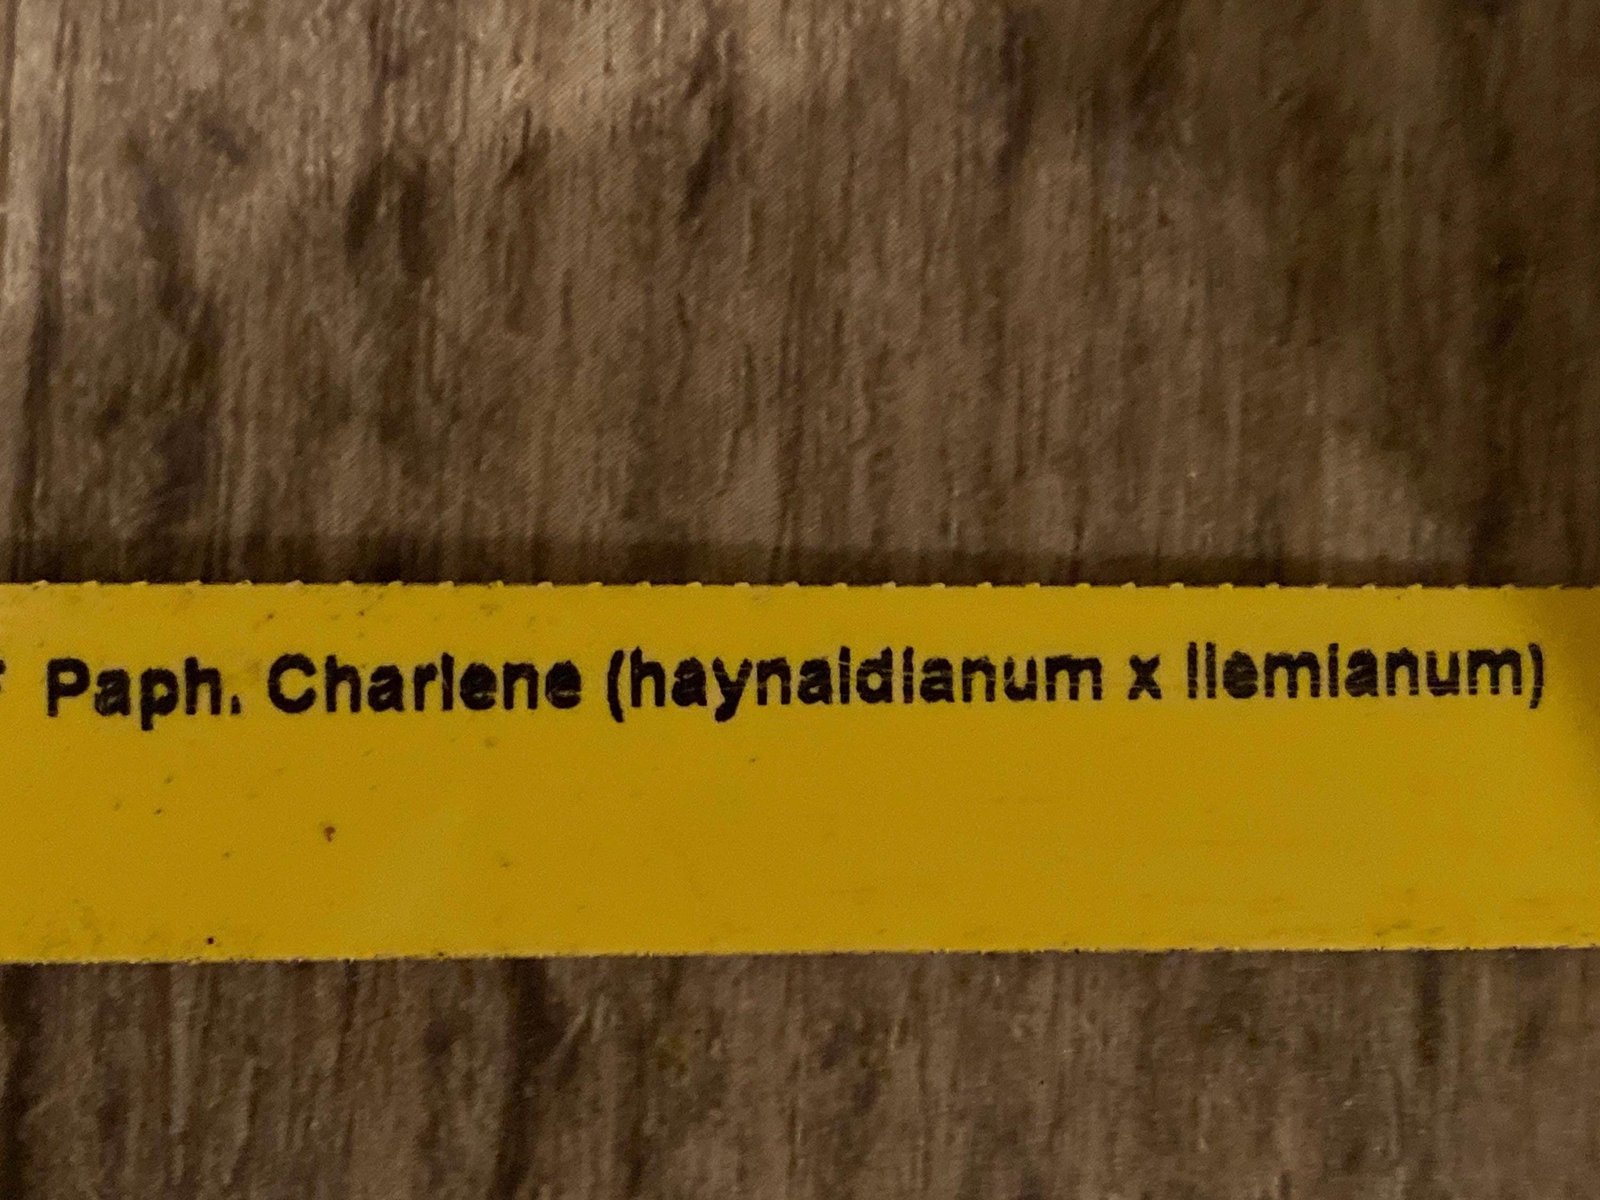 Paph. Charlene (haynaldianum x liemianum)